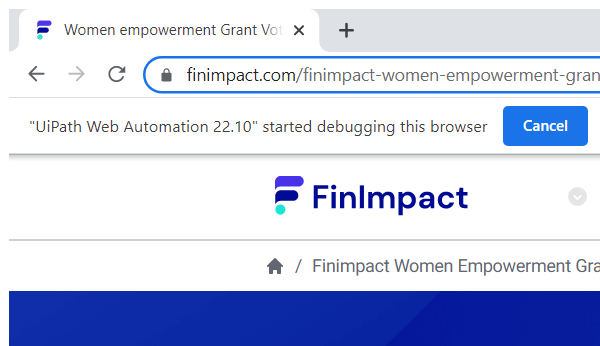 Women empowerment Grant Vot
finimpact.com/finimpact-women-empowerment-gran
"UiPath Web Automation 22.10" started debugging this browser
Cancel
FinImpact
/ Finimpact Women Empowerment Gra